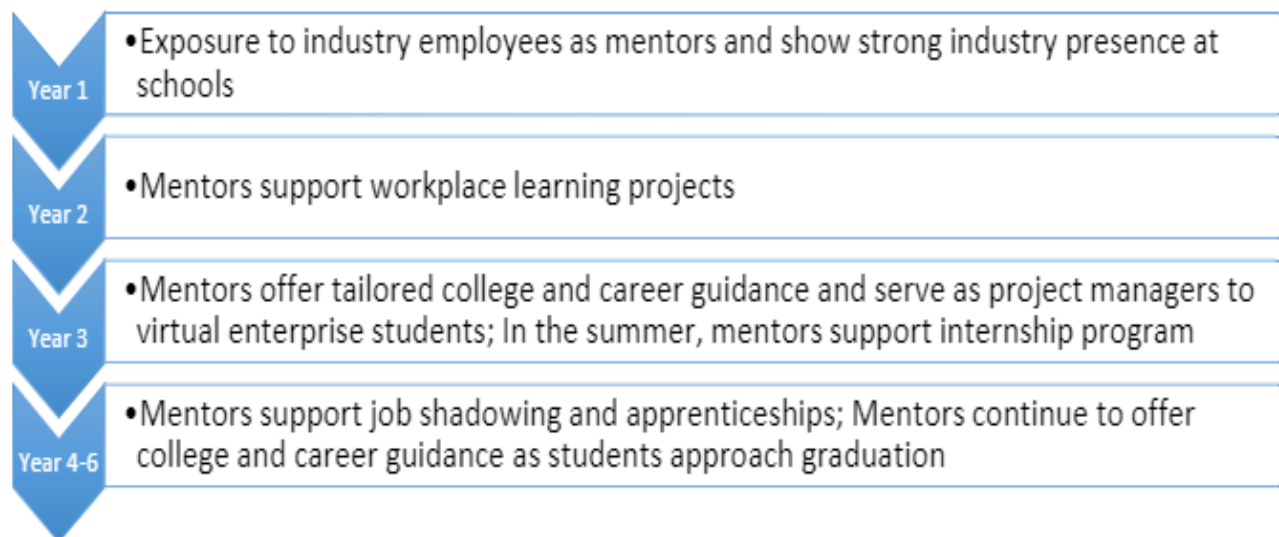 •Exposure to industry employees as mentors and show strong industry presence at
schools
Year 1
•Mentors support workplace learning projects
Year 2
•Mentors offer tailored college and career guidance and serve as project managers to
virtual enterprise students; In the summer, mentors support internship program
Year 3
•Mentors support job shadowing and apprenticeships; Mentors continue to offer
college and career guidance as students approach graduation
Year 4-6